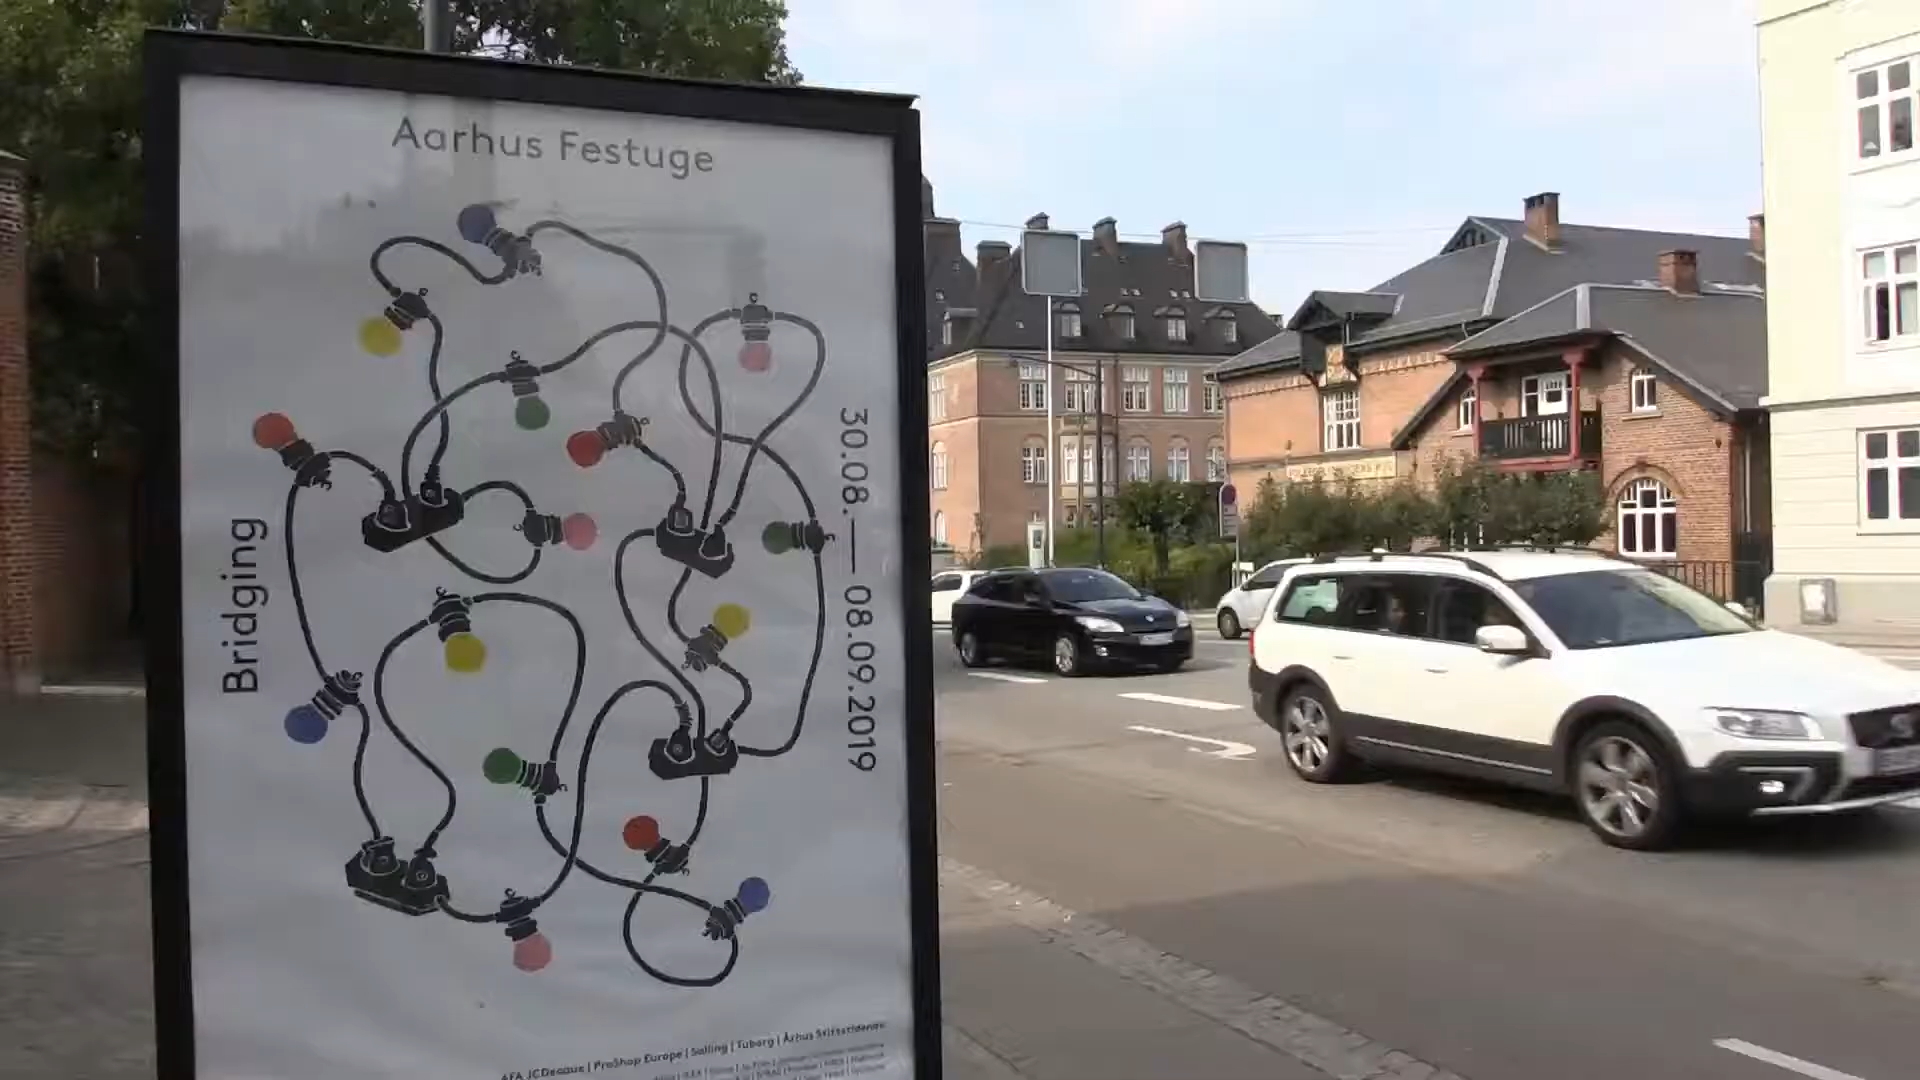 Aarhus Festuge
Bridging
30.08.—08.09.2019
AFA JCDecaux | ProShop Europe | Salling | Tuborg | Århus Stiftstidende